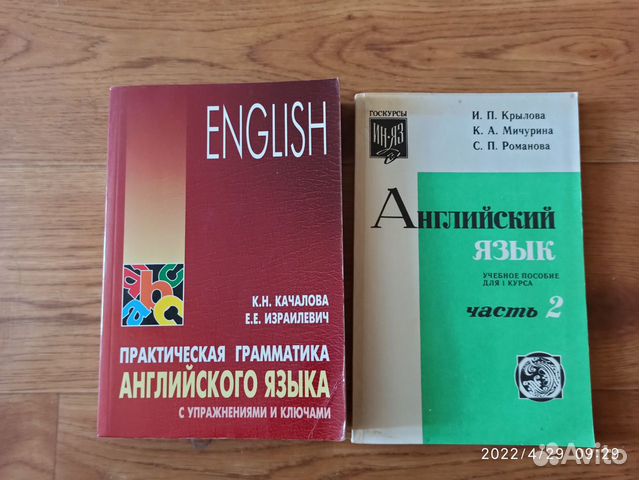 ENGLISH
К.Н. КАЧАЛОВА
Е.Е. ИЗРАИЛЕВИЧ
ПРАКТИЧЕСКАЯ ГРАММАТИКА
АНГЛИЙСКОГО ЯЗЫКА
С УПРАЖНЕНИЯМИ И КЛЮЧАМИ
ГОСКУРСЫ
ИН-ЯЗ
И. П. Крылова
К. А. Мичурина
С. П. Романова
Английский
ЯЗЫК
УЧЕБНОЕ ПОСОБИЕ
ДЛЯ I КУРСА
часть 2
2022/4/29 09:29
Avito